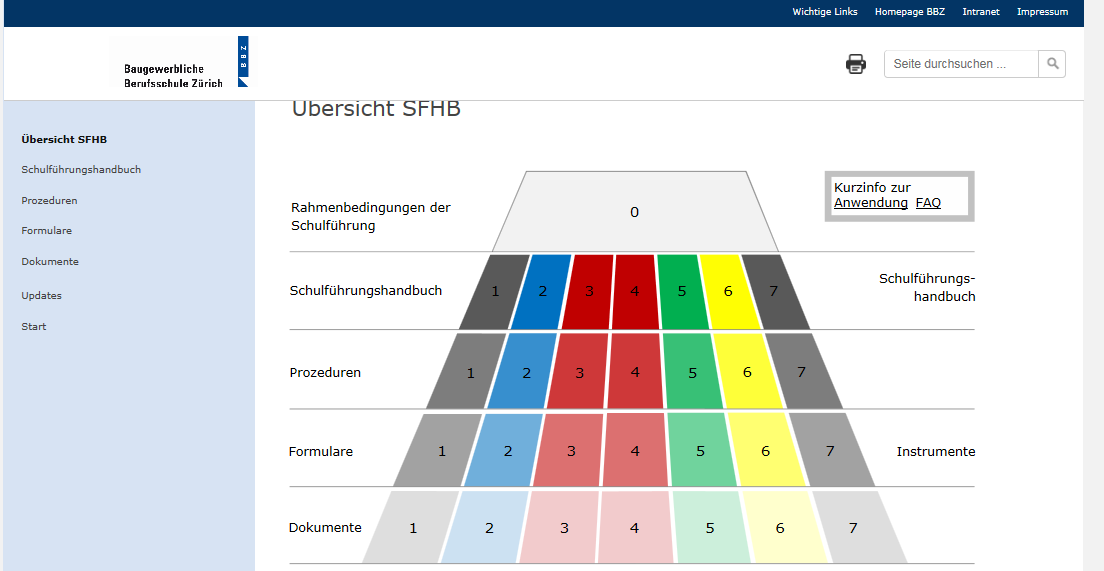 Wichtige Links Homepage BBZ Intranet Impressum
Baugewerbliche
Berufsschule Zürich
BBZ
Seite durchsuchen ...
Übersicht SFHB
Schulführungshandbuch
Prozeduren
Formulare
Dokumente
Updates
Start
Übersicht SFHB
Kurzinfo zur
Anwendung FAQ
Rahmenbedingungen der
Schulführung
0
Schulführungshandbuch
1 2 3 4 5 6 7
Schulführungs-
handbuch
Prozeduren
1 2 3 4 5 6 7
Formulare
1 2 3 4 5 6 7
Instrumente
Dokumente
1 2 3 4 5 6 7